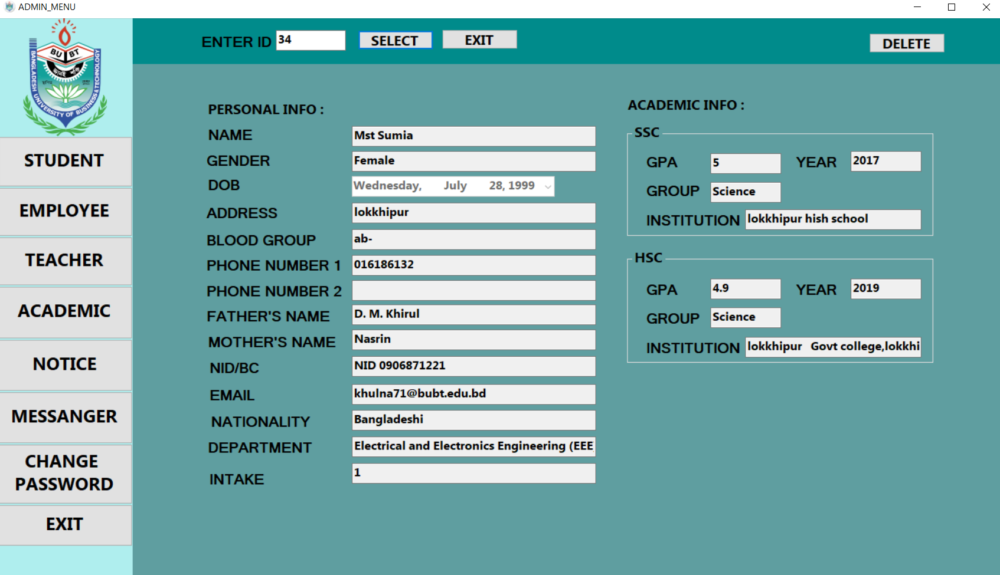 ADMIN_MENU
BUBT
BANGLADESH UNIVERSITY OF BUSINESS & TECHNOLOGY
ENTER ID 34 SELECT EXIT DELETE
STUDENT
EMPLOYEE
TEACHER
ACADEMIC
NOTICE
MESSANGER
CHANGE
PASSWORD
EXIT
PERSONAL INFO :
NAME Mst Sumia
GENDER Female
DOB Wednesday, July 28, 1999
ADDRESS lokkhipur
BLOOD GROUP ab-
PHONE NUMBER 1 016186132
PHONE NUMBER 2
FATHER'S NAME D. M. Khirul
MOTHER'S NAME Nasrin
NID/BC NID 0906871221
EMAIL khulna71@bubt.edu.bd
NATIONALITY Bangladeshi
DEPARTMENT Electrical and Electronics Engineering (EEE
INTAKE 1
ACADEMIC INFO :
SSC
GPA 5 YEAR 2017
GROUP Science
INSTITUTION lokkhipur hish school
HSC
GPA 4.9 YEAR 2019
GROUP Science
INSTITUTION lokkhipur Govt college,lokkhi